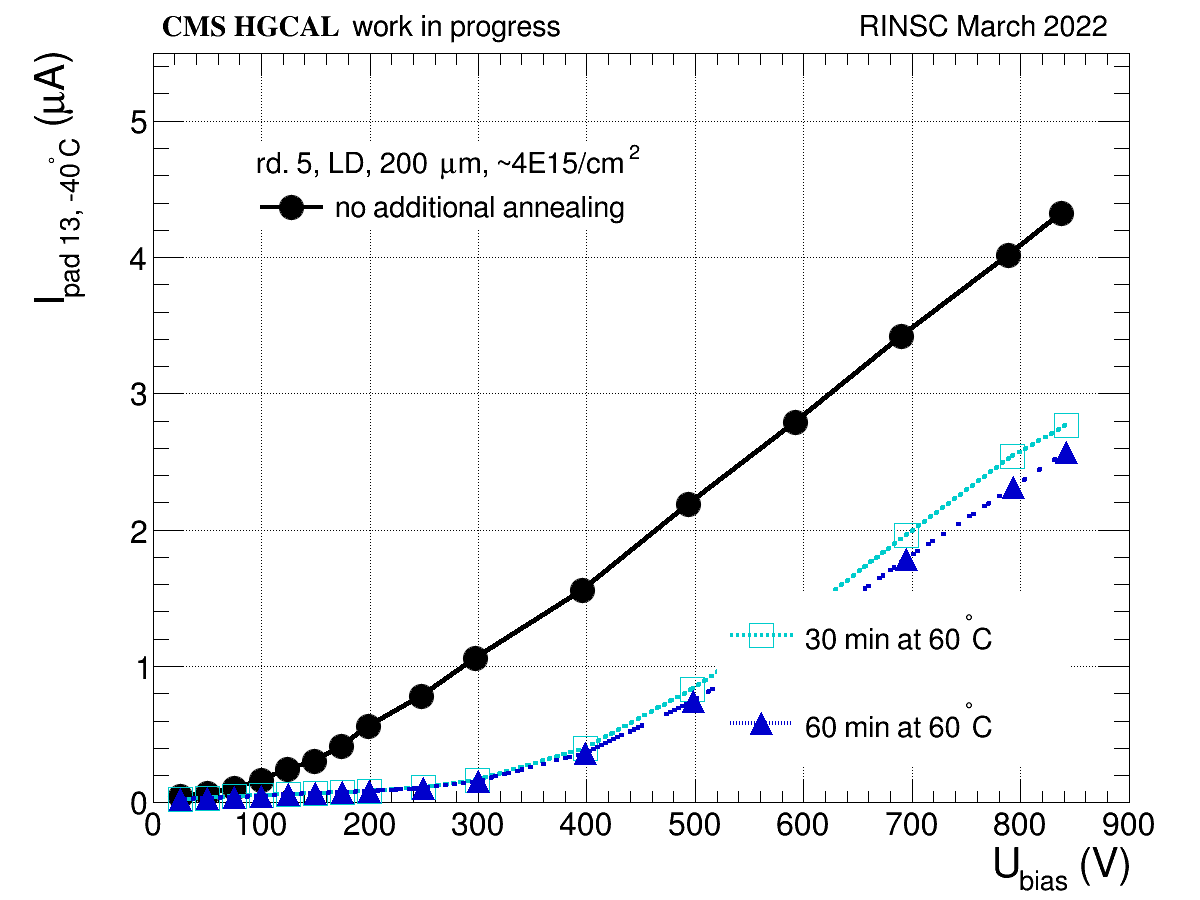 CMS HGCAL work in progress RINSC March 2022
I pad 13, -40°C (μA)
5
rd. 5, LD, 200 μm, ~4E15/cm²
no additional annealing
4
3
2
30 min at 60°C
1
60 min at 60°C
0
0 100 200 300 400 500 600 700 800 900
U bias (V)